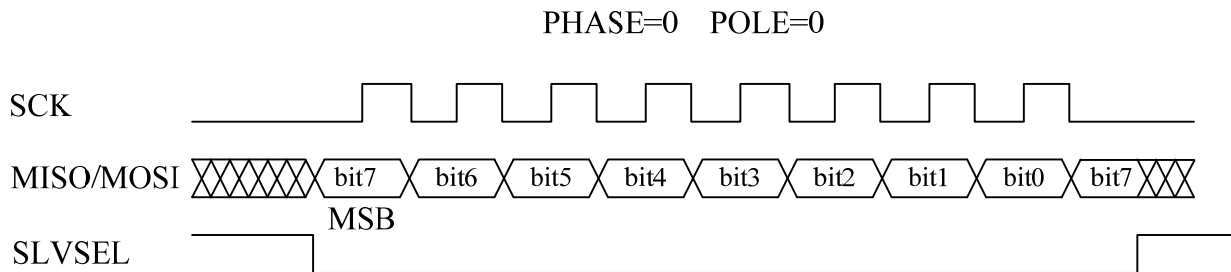 PHASE=0 POLE=0
SCK
MISO/MOSI bit7 bit6 bit5 bit4 bit3 bit2 bit1 bit0 bit7
MSB
SLVSEL